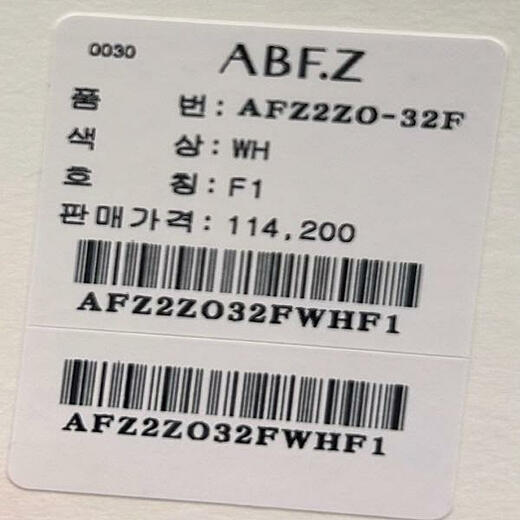 0030 ABF.Z
품 번 : AFZ2ZO-32F
색 상 : WH
호 칭 : F1
판매가격 : 114,200
AFZ2ZO32FWHF1
AFZ2ZO32FWHF1